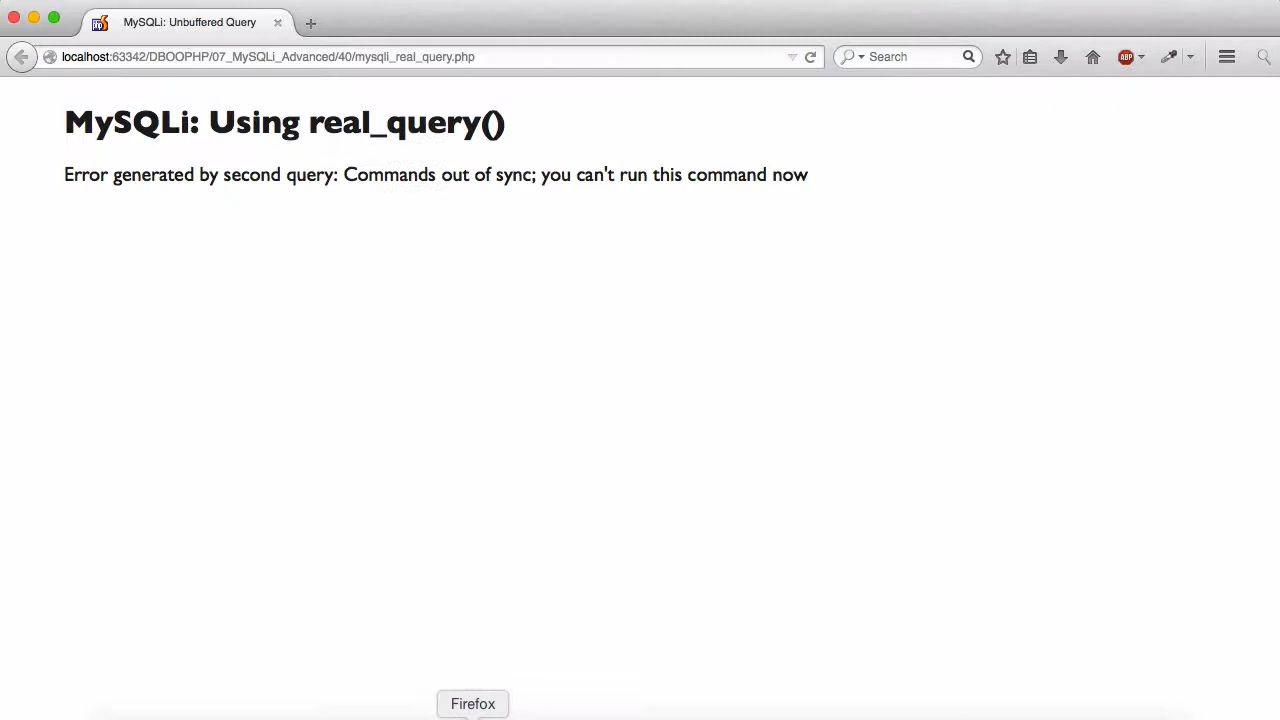 MySQLi: Unbuffered Query
localhost:63342/DBOOPHP/07_MySQLi_Advanced/40/mysqli_real_query.php
Search
ABP
MySQLi: Using real_query()
Error generated by second query: Commands out of sync; you can't run this command now
Firefox